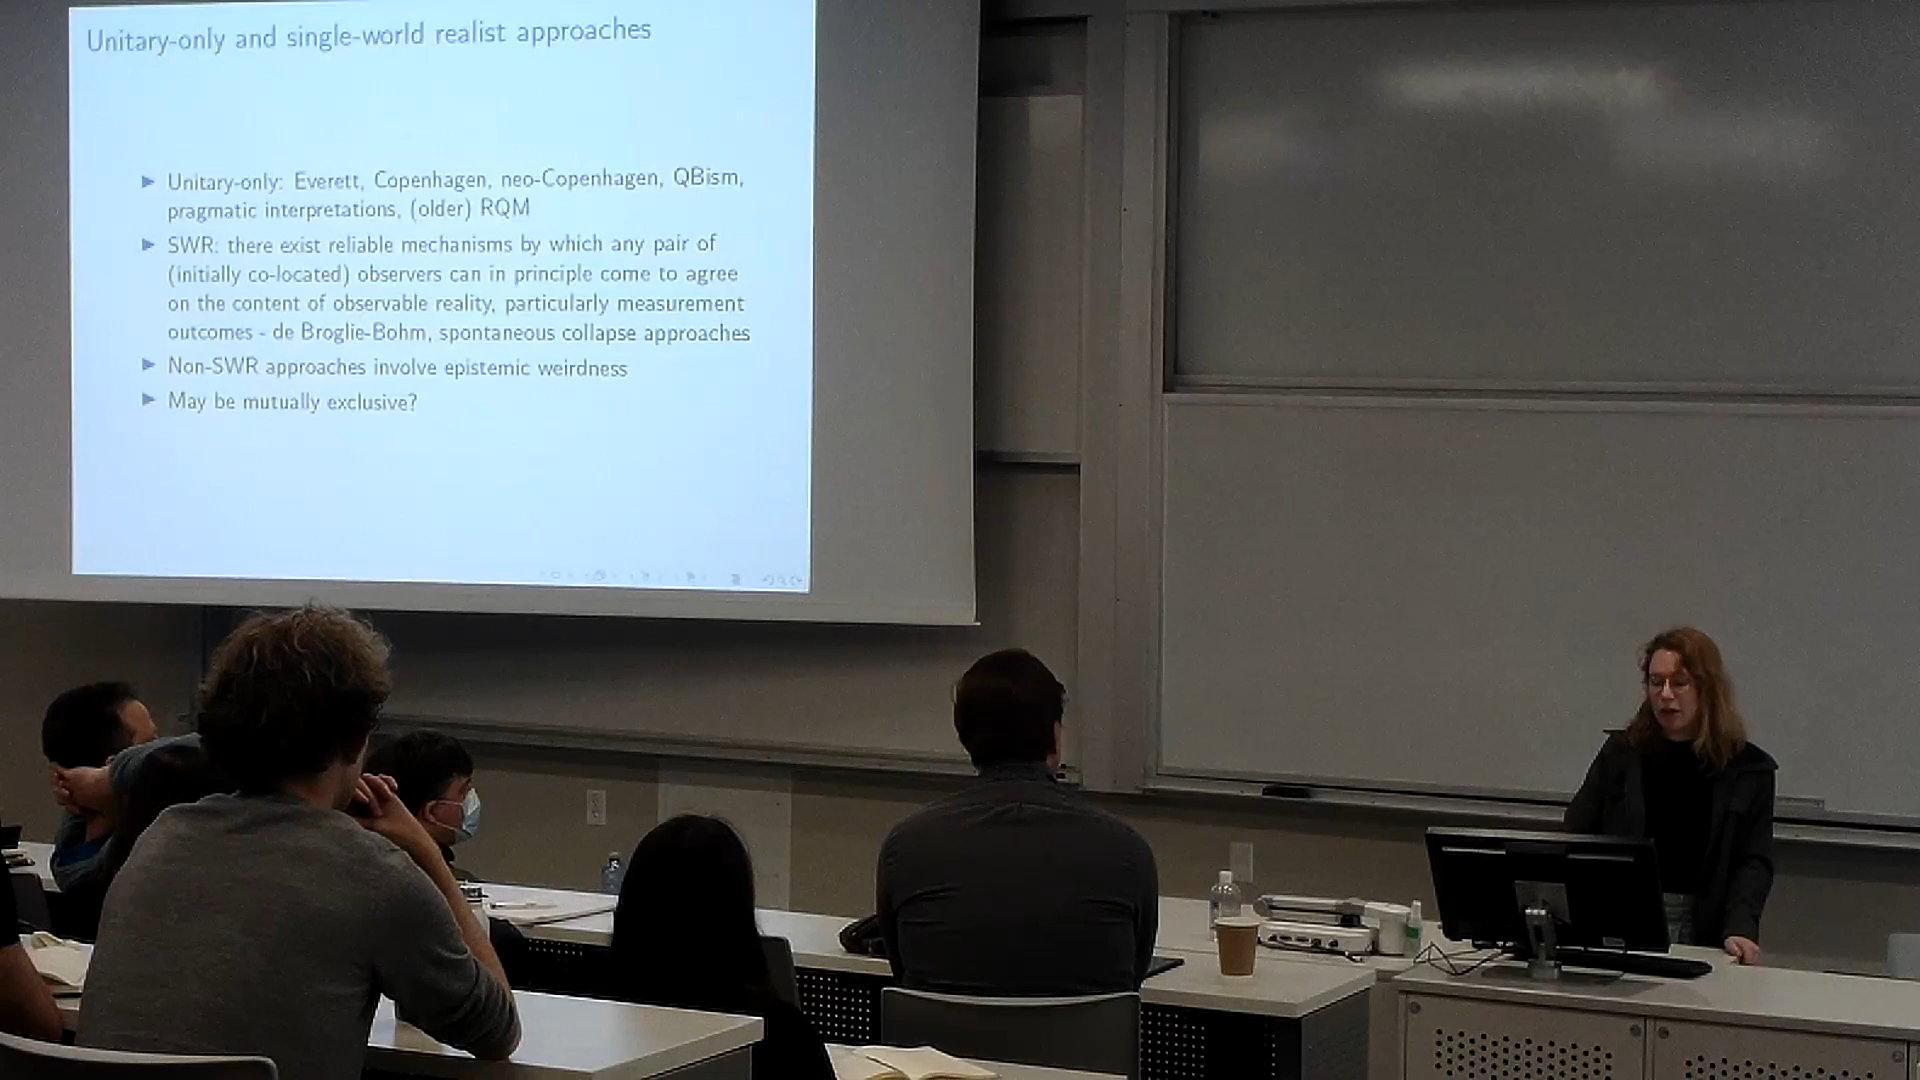 Unitary-only and single-world realist approaches
▶ Unitary-only: Everett, Copenhagen, neo-Copenhagen, QBism,
pragmatic interpretations, (older) RQM
▶ SWR: there exist reliable mechanisms by which any pair of
(initially co-located) observers can in principle come to agree
on the content of observable reality, particularly measurement
outcomes - de Broglie-Bohm, spontaneous collapse approaches
▶ Non-SWR approaches involve epistemic weirdness
▶ May be mutually exclusive?